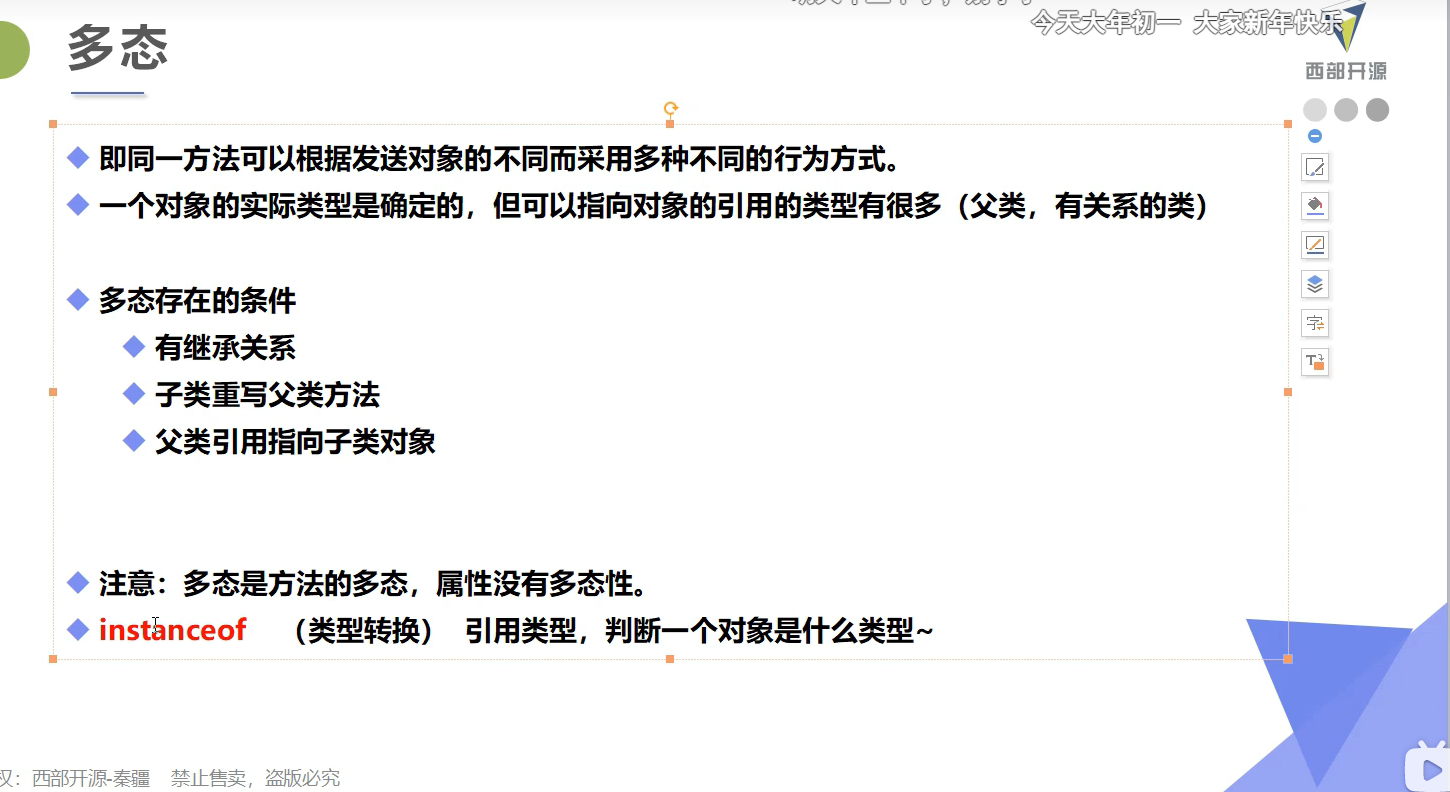 今天大年初一 大家新年快乐
多态
西部开源
即同一方法可以根据发送对象的不同而采用多种不同的行为方式。
一个对象的实际类型是确定的，但可以指向对象的引用的类型有很多（父类，有关系的类）
多态存在的条件
有继承关系
子类重写父类方法
父类引用指向子类对象
注意：多态是方法的多态，属性没有多态性。
instanceof （类型转换） 引用类型，判断一个对象是什么类型~
权：西部开源-秦疆 禁止售卖，盗版必究